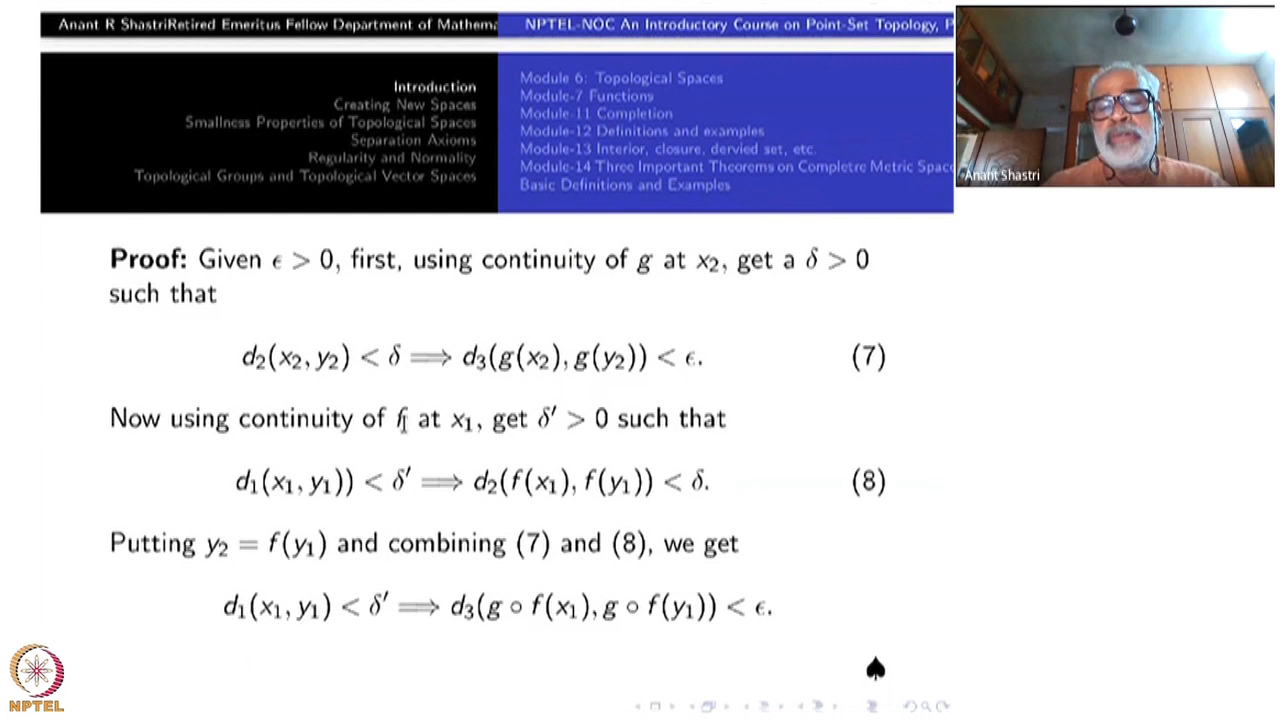 Anant R ShastriRetired Emeritus Fellow Department of Mathema
NPTEL-NOC An Introductory Course on Point-Set Topology, P
Introduction
Creating New Spaces
Smallness Properties of Topological Spaces
Separation Axioms
Regularity and Normality
Topological Groups and Topological Vector Spaces
Module 6: Topological Spaces
Module-7 Functions
Module-11 Completion
Module-12 Definitions and examples
Module-13 Interior, closure, dervied set, etc.
Module-14 Three Important Theorems on Completre Metric Space
Basic Definitions and Examples
Anant Shastri
Proof: Given ϵ > 0, first, using continuity of g at x₂, get a δ > 0
such that
d₂(x₂, y₂) < δ ⟹ d₃(g(x₂), g(y₂)) < ϵ. (7)
Now using continuity of f at x₁, get δ′ > 0 such that
d₁(x₁, y₁)) < δ′ ⟹ d₂(f(x₁), f(y₁)) < δ. (8)
Putting y₂ = f(y₁) and combining (7) and (8), we get
d₁(x₁, y₁) < δ′ ⟹ d₃(g ∘ f(x₁), g ∘ f(y₁)) < ϵ.
♠
NPTEL